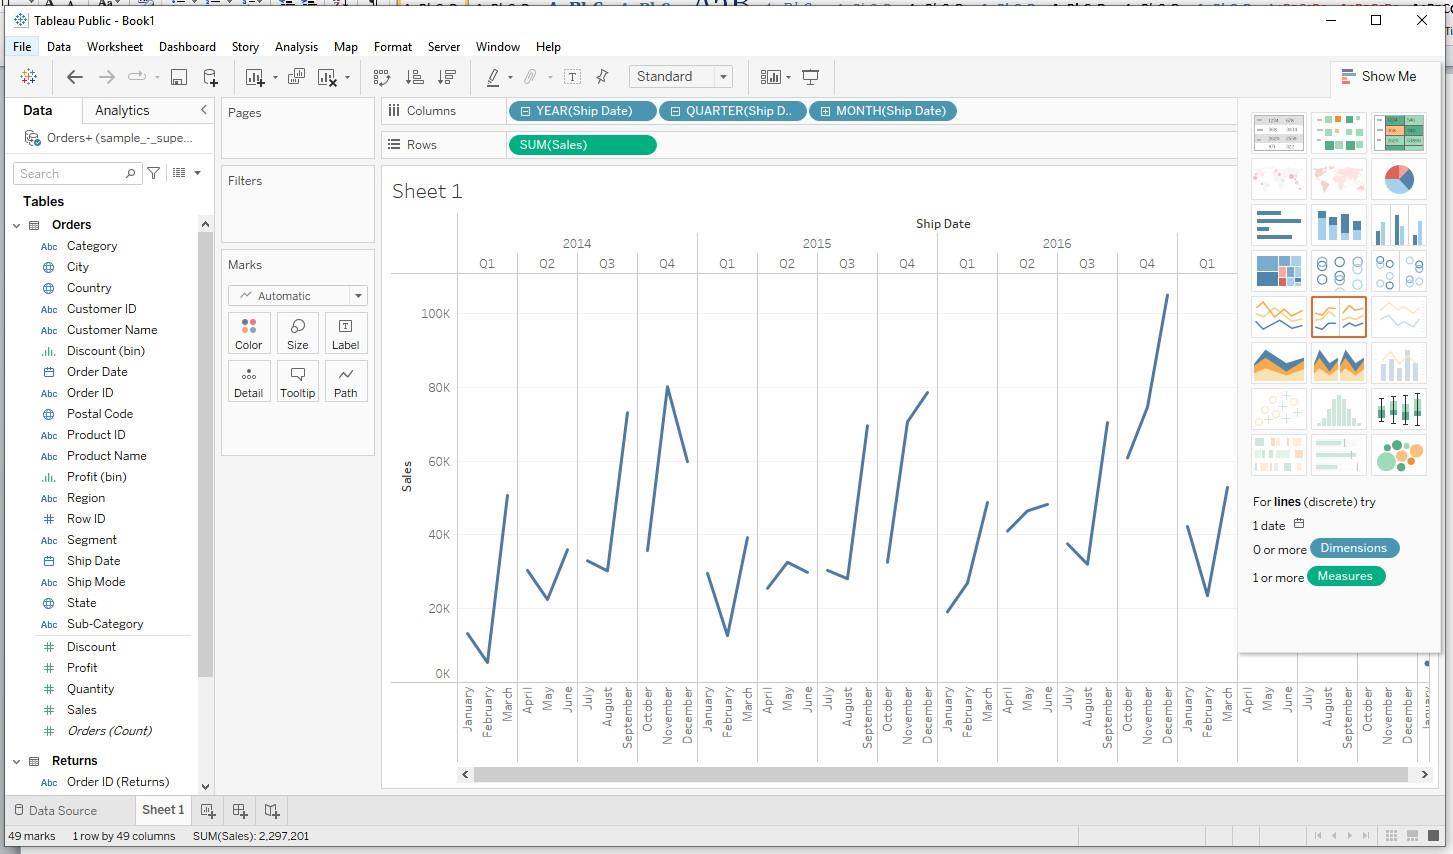 Tableau Public - Book1
File Data Worksheet Dashboard Story Analysis Map Format Server Window Help
Standard
Show Me
Data Analytics
Orders+ (sample_-_supe...
Search
Tables
Orders
Abc Category
City
Country
Abc Customer ID
Abc Customer Name
Discount (bin)
Order Date
Abc Order ID
Postal Code
Abc Product ID
Abc Product Name
Profit (bin)
Abc Region
# Row ID
Abc Segment
Ship Date
Abc Ship Mode
State
Abc Sub-Category
# Discount
# Profit
# Quantity
# Sales
# Orders (Count)
Returns
Abc Order ID (Returns)
Pages
Filters
Marks
Automatic
Color Size Label
Detail Tooltip Path
Columns YEAR(Ship Date) QUARTER(Ship D.. MONTH(Ship Date)
Rows SUM(Sales)
Sheet 1
Ship Date
2014 2015 2016
Q1 Q2 Q3 Q4 Q1 Q2 Q3 Q4 Q1 Q2 Q3 Q4 Q1
100K
80K
60K
40K
20K
0K
Sales
January February March April May June July August September October November December January February March April May June July August September October November December January February March April May June July August September October November December January February March April May June July August September October November December January
For lines (discrete) try
1 date
0 or more Dimensions
1 or more Measures
Data Source Sheet 1
49 marks 1 row by 49 columns SUM(Sales): 2,297,201